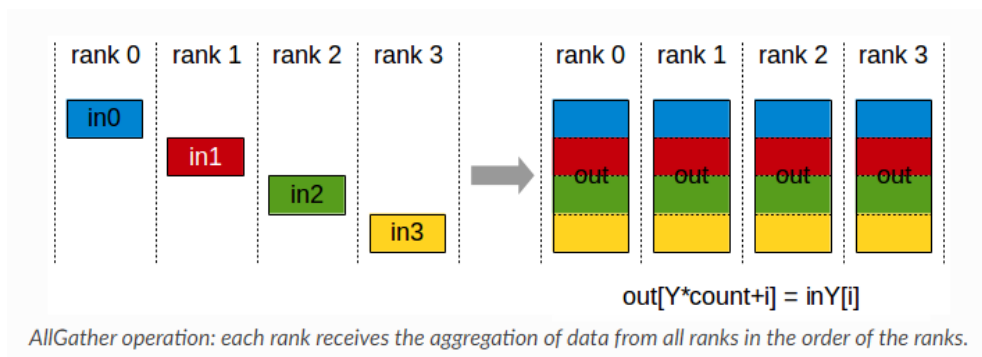 rank 0 rank 1 rank 2 rank 3 rank 0 rank 1 rank 2 rank 3
in0
in1
out out out out
in2
in3
out[Y*count+i] = inY[i]
AllGather operation: each rank receives the aggregation of data from all ranks in the order of the ranks.